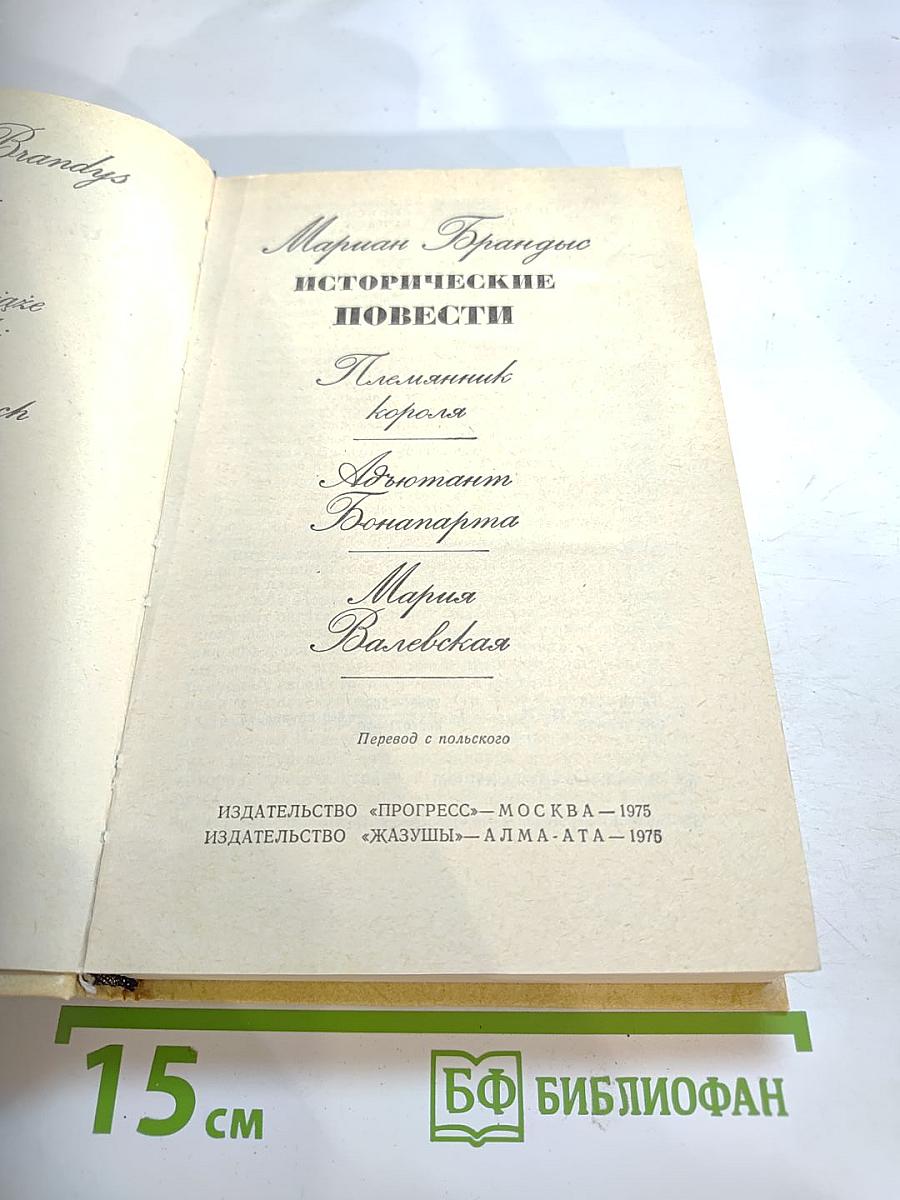 Brandys
Мариан Брандыс
ИСТОРИЧЕСКИЕ
ПОВЕСТИ
Племянник
короля
Адъютант
Бонапарта
Мария
Валевская
Перевод с польского
ИЗДАТЕЛЬСТВО «ПРОГРЕСС»—МОСКВА—1975
ИЗДАТЕЛЬСТВО «ЖАЗУШЫ»—АЛМА-АТА—1975
15 см
БФ БИБЛИОФАН